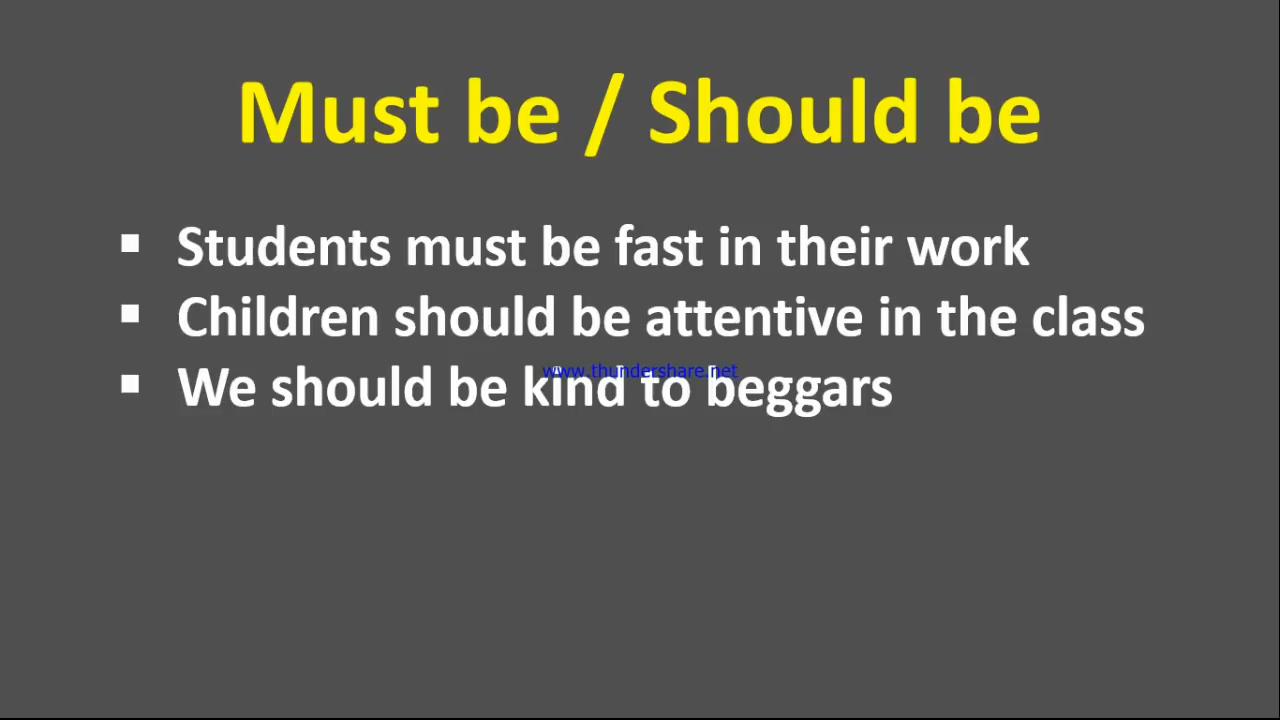 Must be / Should be
▪ Students must be fast in their work
▪ Children should be attentive in the class
www.thundershare.net
▪ We should be kind to beggars